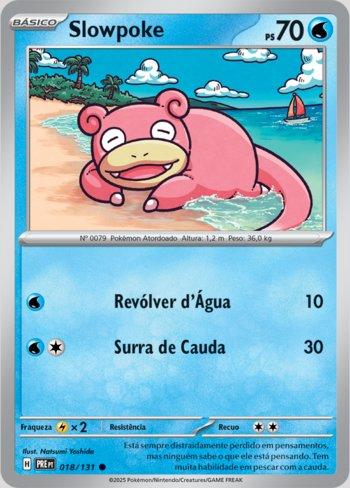 BÁSICO Slowpoke PS 70
Nº 0079 Pokémon Atordoado Altura: 1,2 m Peso: 36,0 kg
Revólver d'Água 10
Surra de Cauda 30
Fraqueza ×2 Resistência Recuo
Ilust. Natsumi Yoshida
H PRE PT 018/131
Está sempre distraidamente perdido em pensamentos,
mas ninguém sabe o que ele está pensando. Tem
muita habilidade em pescar com a cauda.
©2025 Pokémon/Nintendo/Creatures/GAME FREAK